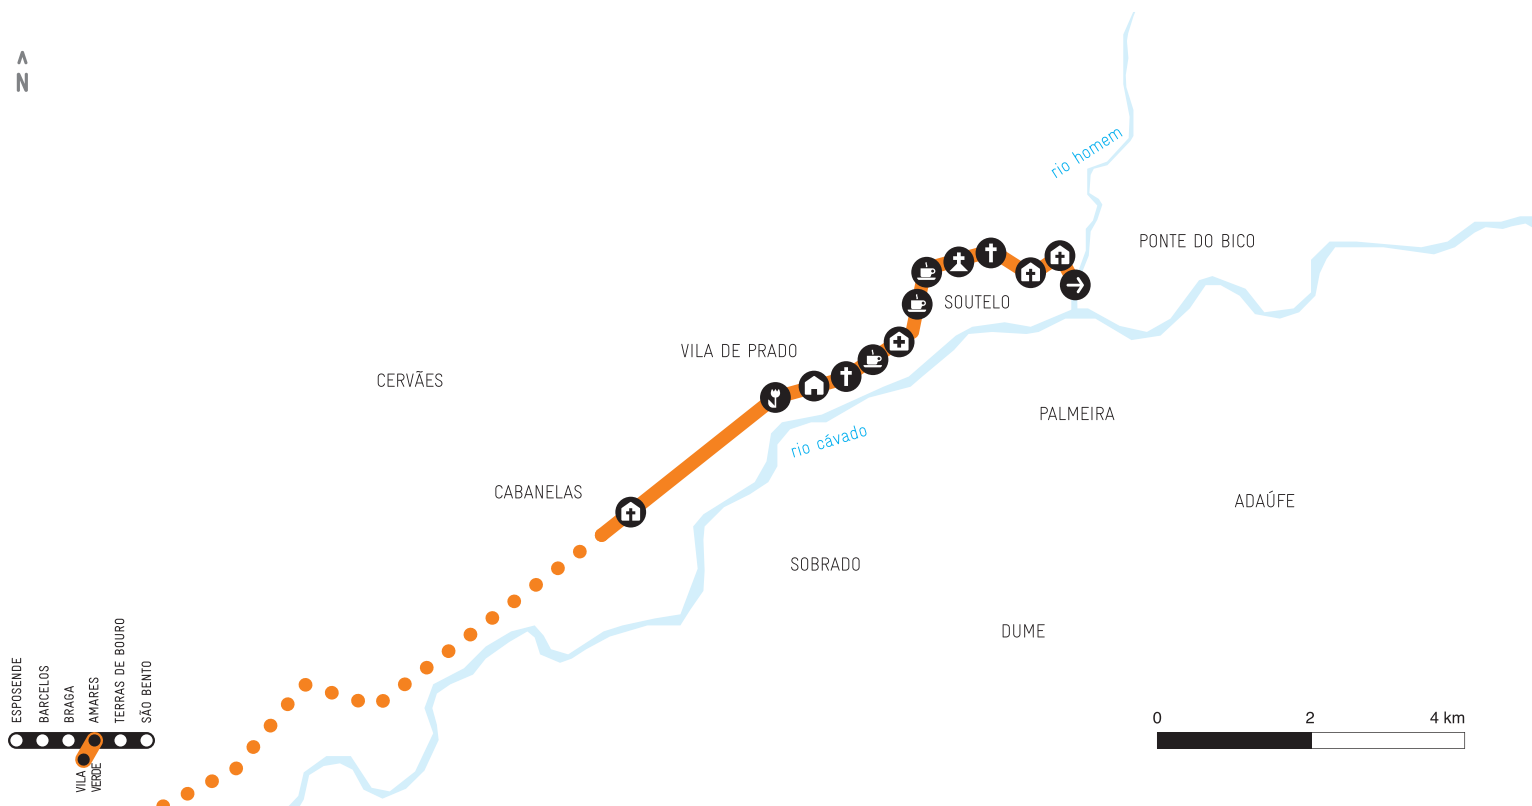 N
rio homem
PONTE DO BICO
SOUTELO
VILA DE PRADO
CERVÃES
PALMEIRA
rio cávado
CABANELAS
ADAÚFE
SOBRADO
DUME
ESPOSENDE
BARCELOS
BRAGA
AMARES
TERRAS DE BOURO
SÃO BENTO
VILA
VERDE
0 2 4 km